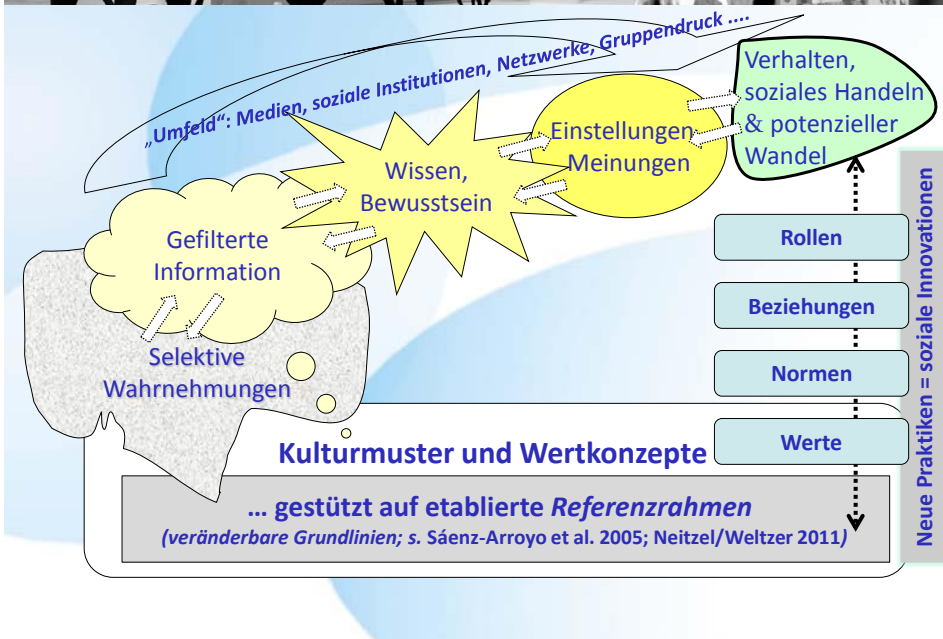 „Umfeld“: Medien, soziale Institutionen, Netzwerke, Gruppendruck ....
Verhalten,
soziales Handeln
& potenzieller
Wandel
Einstellungen
Meinungen
Wissen,
Bewusstsein
Gefilterte
Information
Selektive
Wahrnehmungen
Rollen
Beziehungen
Normen
Werte
Neue Praktiken = soziale Innovationen
Kulturmuster und Wertkonzepte
... gestützt auf etablierte Referenzrahmen
(veränderbare Grundlinien; s. Sáenz-Arroyo et al. 2005; Neitzel/Weltzer 2011)